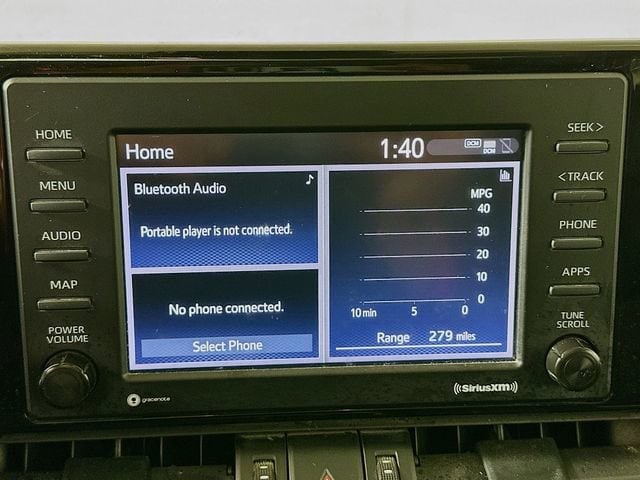 HOME
MENU
AUDIO
MAP
POWER
VOLUME
Home
1:40
DCM
DCM
Bluetooth Audio
Portable player is not connected.
No phone connected.
Select Phone
MPG
40
30
20
10
0
10 min 5 0
Range 279 miles
SEEK >
< TRACK
PHONE
APPS
TUNE
SCROLL
gracenote
((SiriusXM))